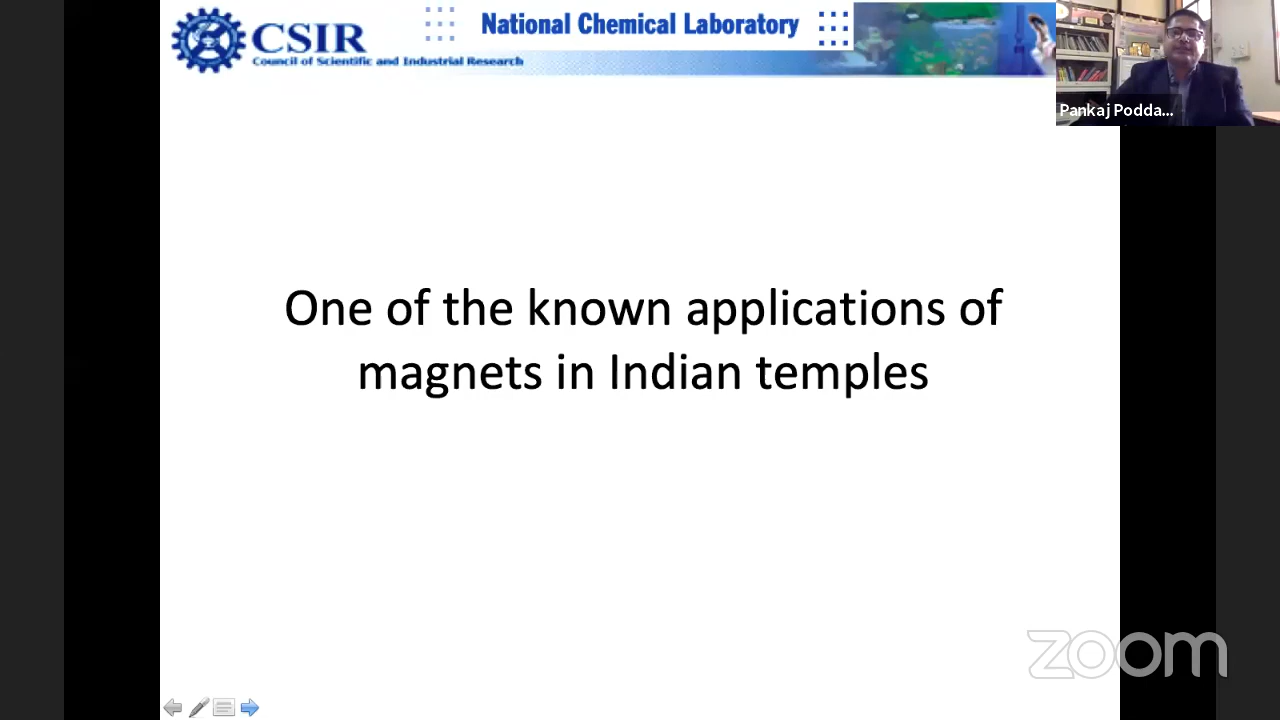 CSIR
Council of Scientific and Industrial Research
National Chemical Laboratory
Pankaj Podda...
One of the known applications of
magnets in Indian temples
zoom